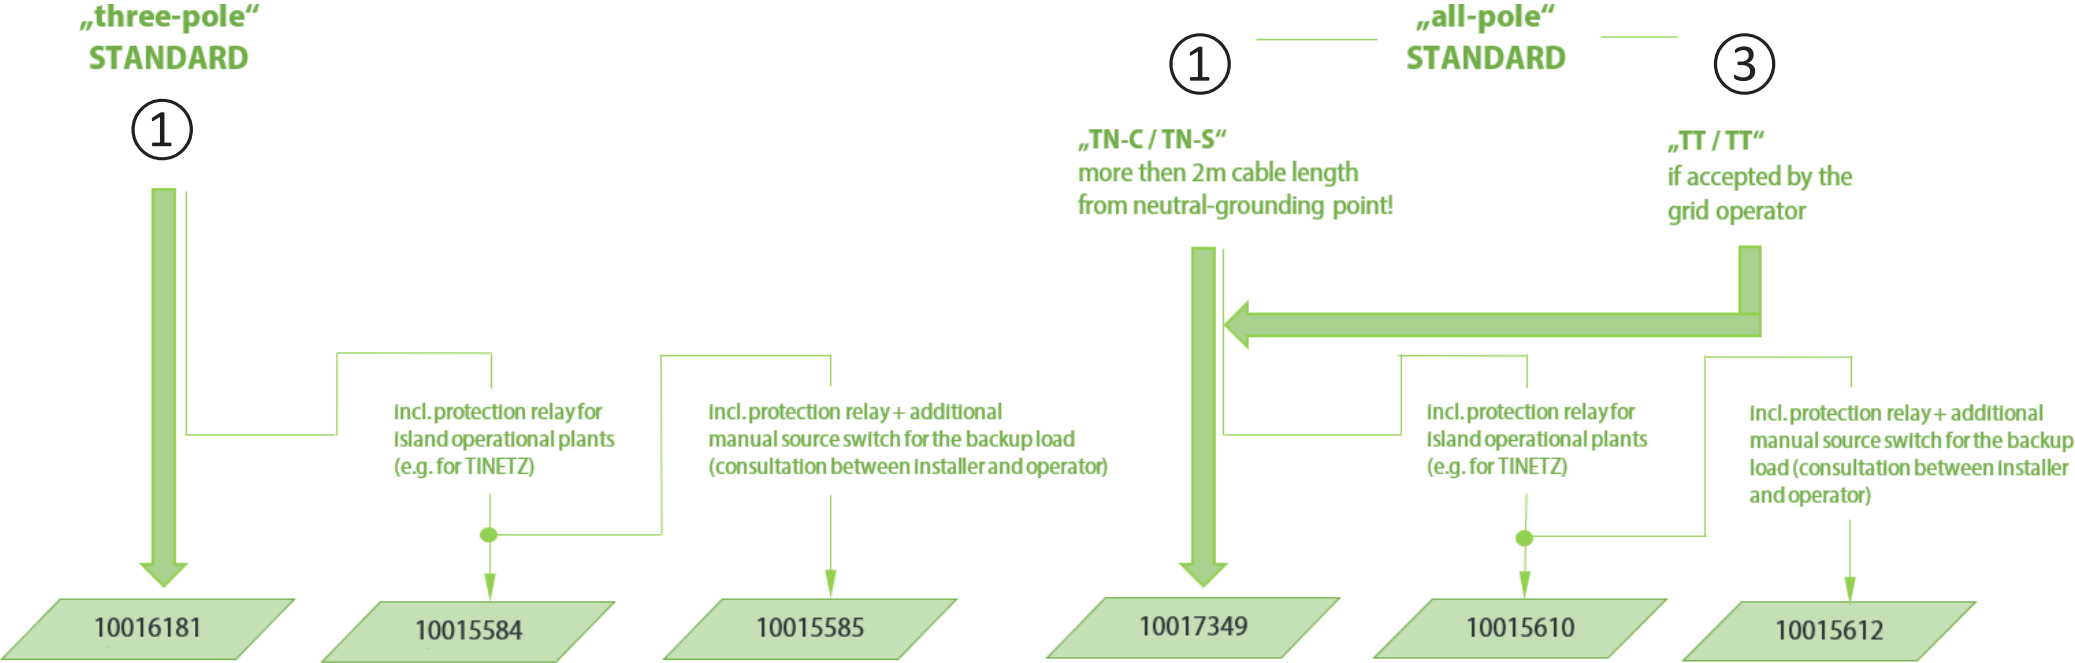 „three-pole“
STANDARD
①
„all-pole“
STANDARD
①
③
„TN-C / TN-S“
more then 2m cable length
from neutral-grounding point!
„TT / TT“
if accepted by the
grid operator
incl. protection relay for
island operational plants
(e.g. for TINETZ)
incl. protection relay + additional
manual source switch for the backup load
(consultation between installer and operator)
incl. protection relay for
island operational plants
(e.g. for TINETZ)
incl. protection relay + additional
manual source switch for the backup
load (consultation between installer
and operator)
10016181
10015584
10015585
10017349
10015610
10015612